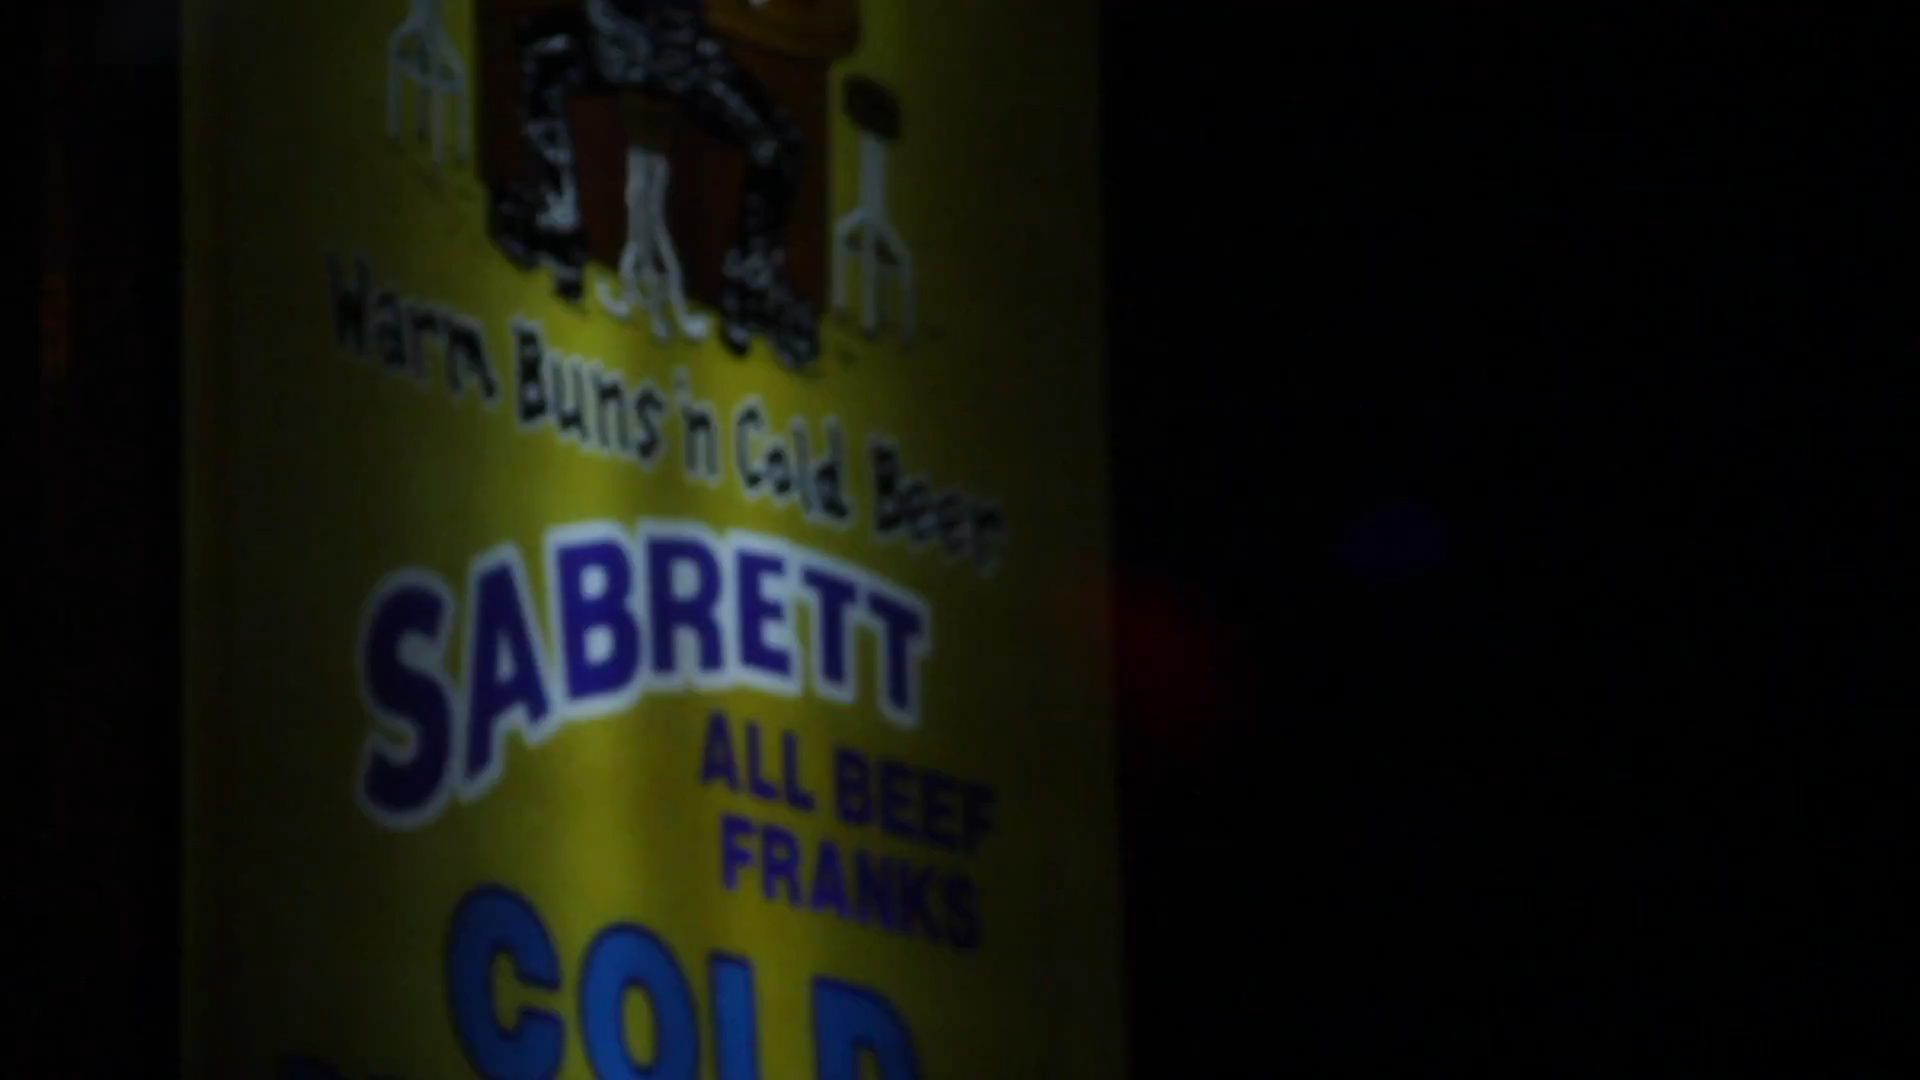 Warm Buns 'n Cold Beer
SABRETT
ALL BEEF
FRANKS
COLD